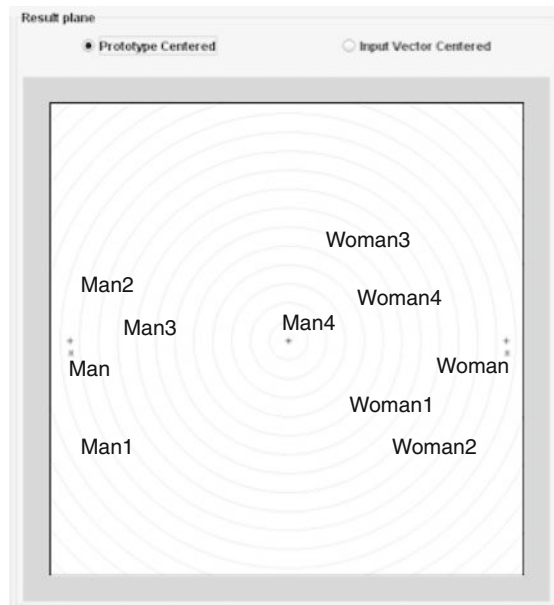 Result plane
Prototype Centered
Input Vector Centered
Woman3
Man2
Woman4
Man3
Man4
Man
Woman
Woman1
Man1
Woman2